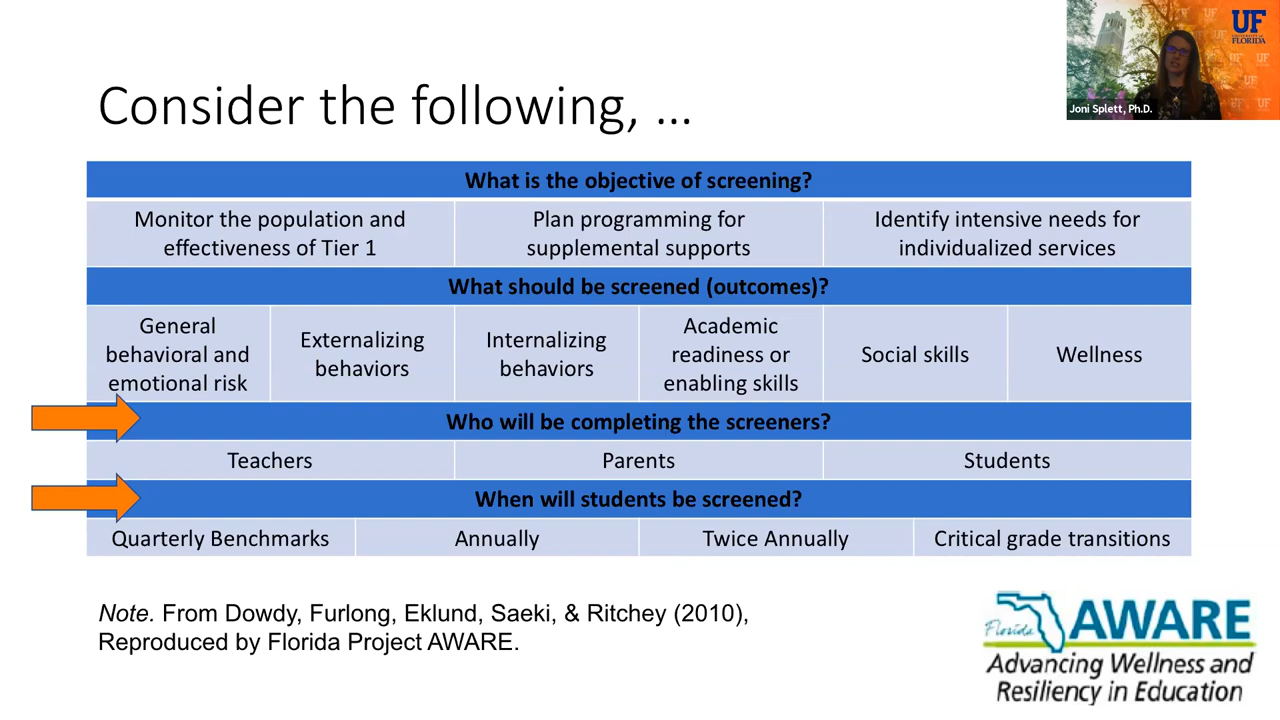 UF
UNIVERSITY of
FLORIDA
Joni Splett, Ph.D.
Consider the following, ...
What is the objective of screening?
Monitor the population and
effectiveness of Tier 1
Plan programming for
supplemental supports
Identify intensive needs for
individualized services
What should be screened (outcomes)?
General
behavioral and
emotional risk
Externalizing
behaviors
Internalizing
behaviors
Academic
readiness or
enabling skills
Social skills
Wellness
Who will be completing the screeners?
Teachers
Parents
Students
When will students be screened?
Quarterly Benchmarks
Annually
Twice Annually
Critical grade transitions
Note. From Dowdy, Furlong, Eklund, Saeki, & Ritchey (2010),
Reproduced by Florida Project AWARE.
Florida AWARE
Advancing Wellness and
Resiliency in Education